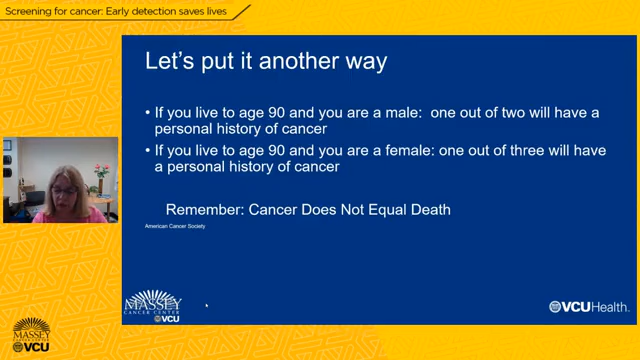 Screening for cancer: Early detection saves lives
Let's put it another way
• If you live to age 90 and you are a male: one out of two will have a
personal history of cancer
• If you live to age 90 and you are a female: one out of three will have
a personal history of cancer
Remember: Cancer Does Not Equal Death
American Cancer Society
MASSEY
CANCER CENTER
VCU
VCUHealth.
MASSEY
CANCER CENTER
VCU